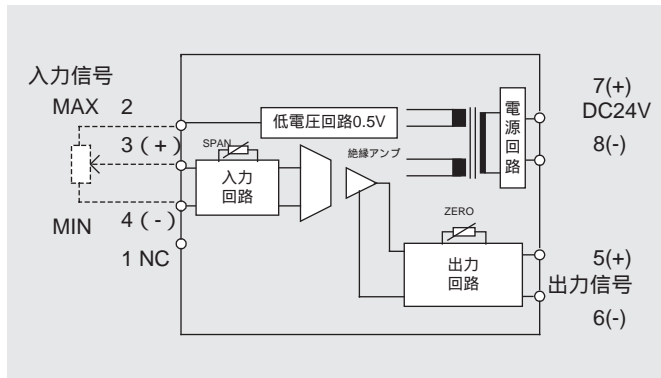 入力信号
MAX 2
3 ( + )
MIN 4 ( - )
1 NC
低電圧回路0.5V
SPAN
入力
回路
絶縁アンプ
ZERO
出力
回路
電
源
回
路
7(+)
DC24V
8(-)
5(+)
出力信号
6(-)